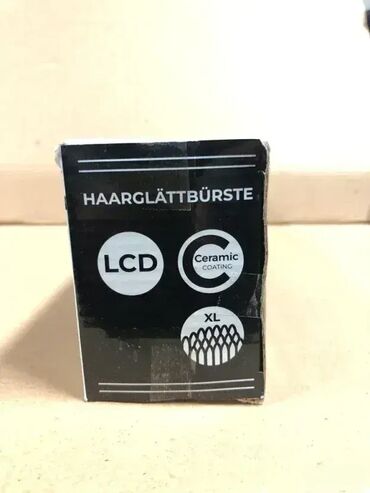 HAARGLÄTTBÜRSTE
LCD
Ceramic
COATING
XL